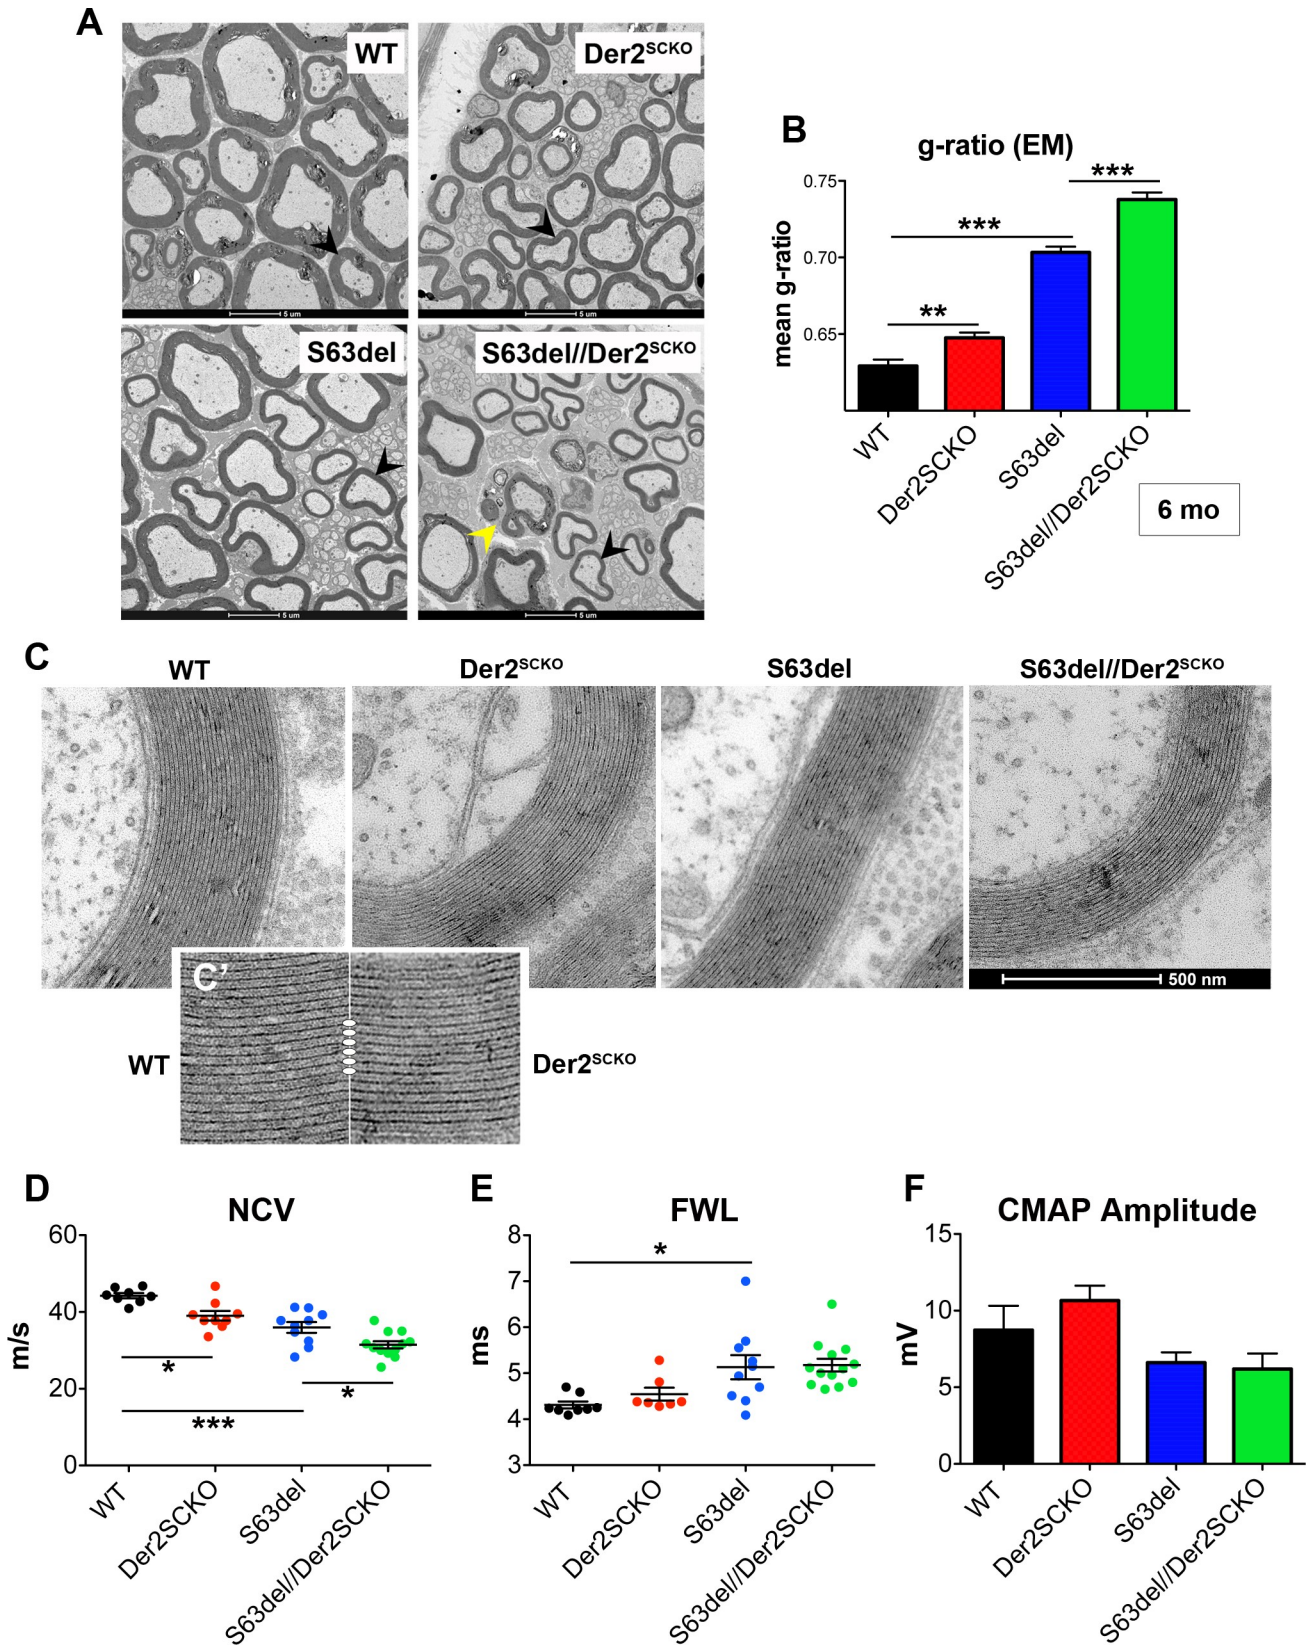 A
WT
Der2SCKO
5 um
5 um
S63del
S63del//Der2SCKO
5 um
5 um
B
g-ratio (EM)
mean g-ratio
0.75
0.70
0.65
***
***
**
WT
Der2SCKO
S63del
S63del//Der2SCKO
6 mo
C
WT
Der2SCKO
S63del
S63del//Der2SCKO
500 nm
C'
WT
Der2SCKO
D
NCV
m/s
60
40
20
0
*
*
***
WT
Der2SCKO
S63del
S63del//Der2SCKO
E
FWL
ms
8
7
6
5
4
3
*
WT
Der2SCKO
S63del
S63del//Der2SCKO
F
CMAP Amplitude
mV
15
10
5
0
WT
Der2SCKO
S63del
S63del//Der2SCKO